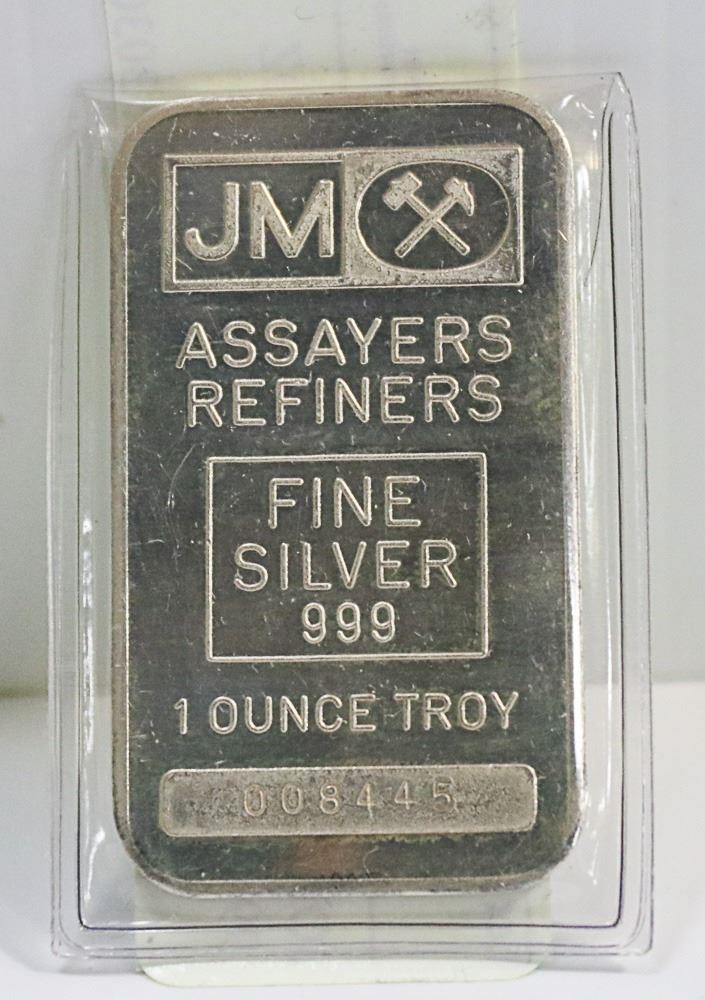 JM
ASSAYERS
REFINERS
FINE
SILVER
999
1 OUNCE TROY
008445